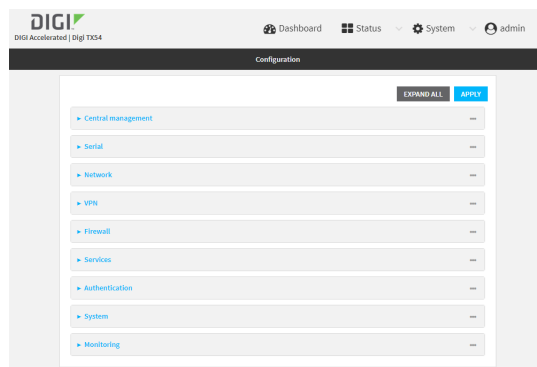 DIGI
DIGI Accelerated | Digi TX54
Dashboard Status System admin
Configuration
EXPAND ALL APPLY
Central management
Serial
Network
VPN
Firewall
Services
Authentication
System
Monitoring